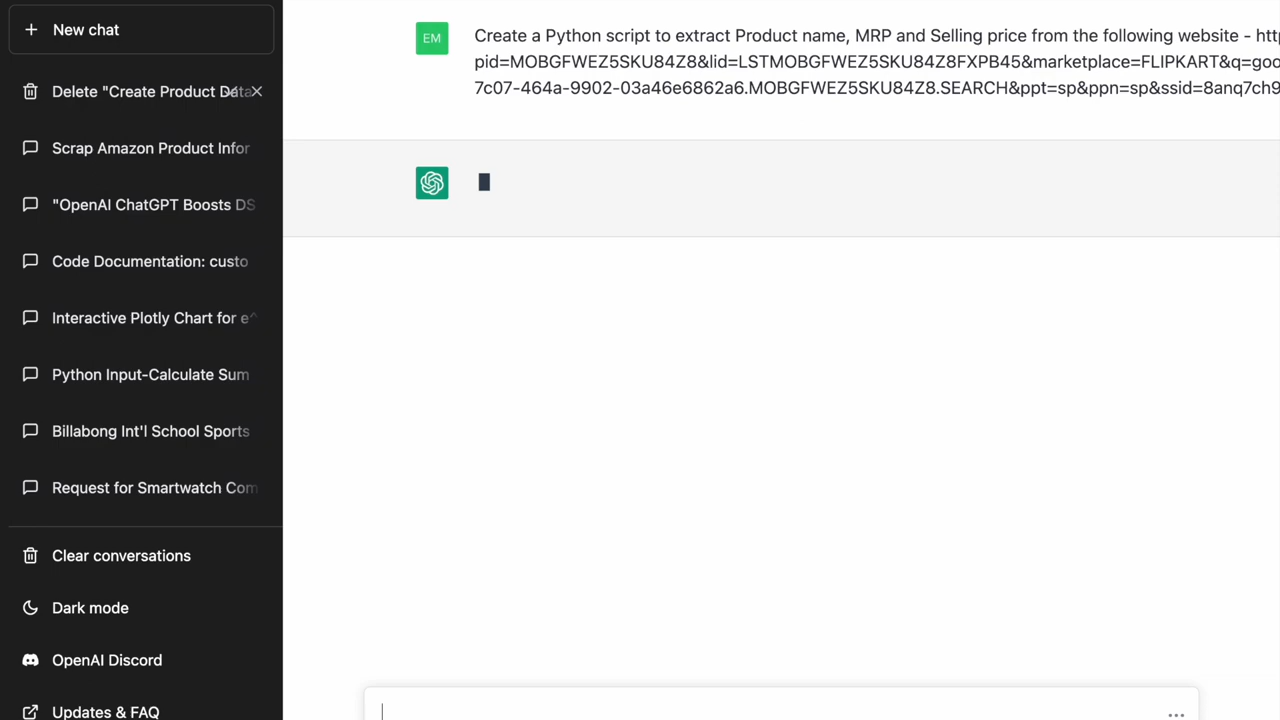 New chat
Delete "Create Product Data
Scrap Amazon Product Infor
"OpenAI ChatGPT Boosts DS
Code Documentation: custo
Interactive Plotly Chart for e^
Python Input-Calculate Sum
Billabong Int'l School Sports
Request for Smartwatch Com
Clear conversations
Dark mode
OpenAI Discord
Updates & FAQ
EM
Create a Python script to extract Product name, MRP and Selling price from the following website - htt
pid=MOBGFWEZ5SKU84Z8&lid=LSTMOBGFWEZ5SKU84Z8FXPB45&marketplace=FLIPKART&q=goo
7c07-464a-9902-03a46e6862a6.MOBGFWEZ5SKU84Z8.SEARCH&ppt=sp&ppn=sp&ssid=8anq7ch9